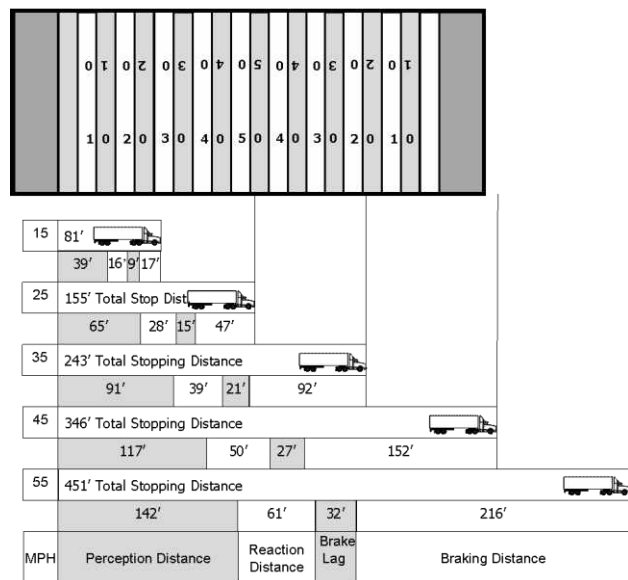 0 1 0 2 0 3 0 4 0 5 0 4 0 3 0 2 0 1
1 0 2 0 3 0 4 0 5 0 4 0 3 0 2 0 1 0
15 81'
39' 16' 9' 17'
25 155' Total Stop Dist
65' 28' 15' 47'
35 243' Total Stopping Distance
91' 39' 21' 92'
45 346' Total Stopping Distance
117' 50' 27' 152'
55 451' Total Stopping Distance
142' 61' 32' 216'
MPH Perception Distance Reaction Distance Brake Lag Braking Distance